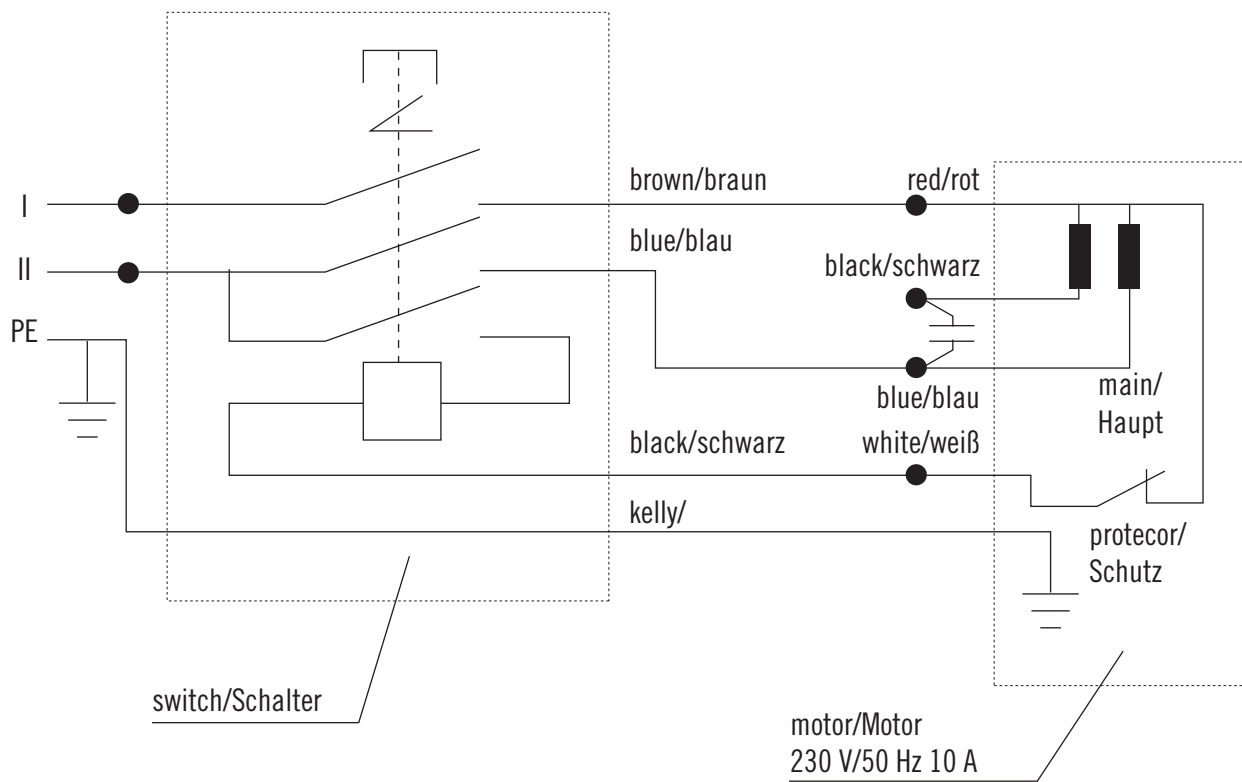 I
II
PE
brown/braun
red/rot
blue/blau
black/schwarz
blue/blau
main/
Haupt
black/schwarz
white/weiß
kelly/
protecor/
Schutz
switch/Schalter
motor/Motor
230 V/50 Hz 10 A